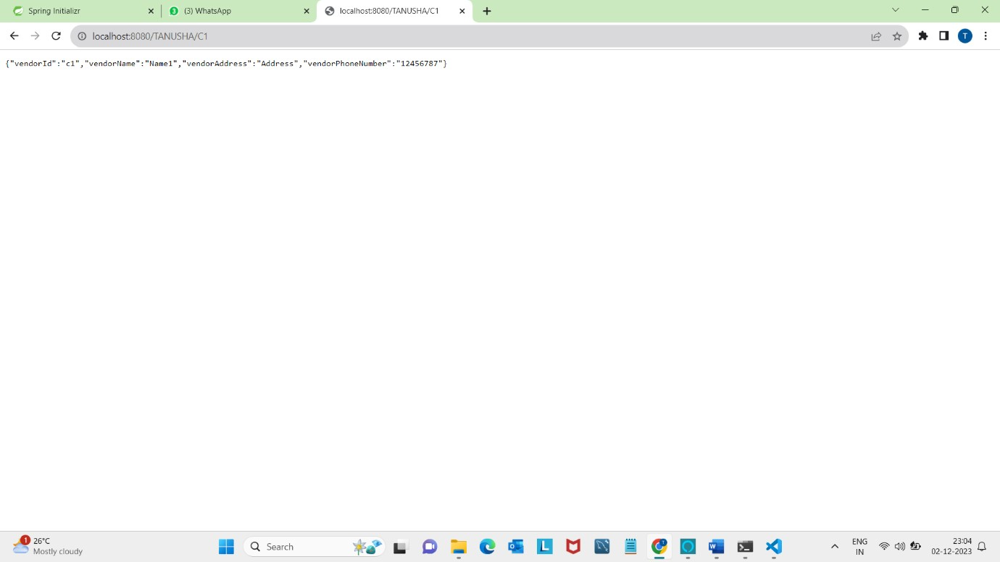 Spring Initializr
3
(3) WhatsApp
localhost:8080/TANUSHA/C1
localhost:8080/TANUSHA/C1
T
{"vendorId":"c1","vendorName":"Name1","vendorAddress":"Address","vendorPhoneNumber":"12456787"}
1
26°C
Mostly cloudy
Search
L
W
T
ENG
IN
23:04
02-12-2023